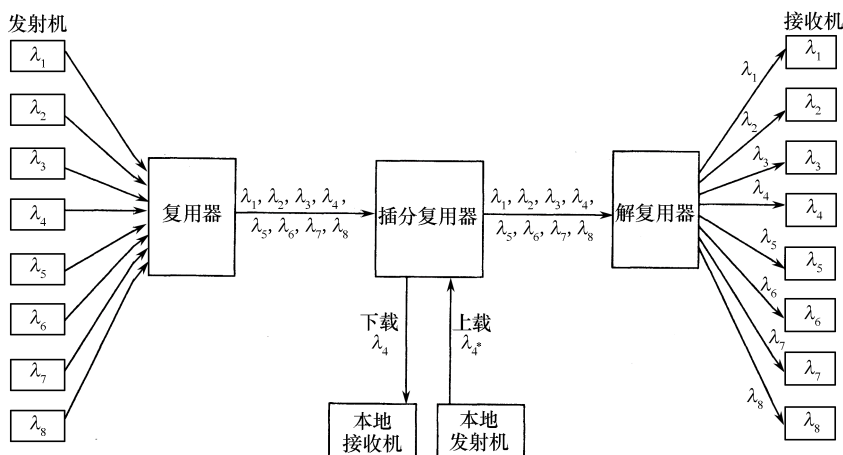 发射机
接收机
λ1
λ2
λ3
λ4
λ5
λ6
λ7
λ8
复用器
λ1, λ2, λ3, λ4,
λ5, λ6, λ7, λ8
插分复用器
λ1, λ2, λ3, λ4,
λ5, λ6, λ7, λ8
解复用器
λ1
λ2
λ3
λ4
λ5
λ6
λ7
λ8
λ1
λ2
λ3
λ4
λ5
λ6
λ7
λ8
下载
λ4
上载
λ4*
本地
接收机
本地
发射机